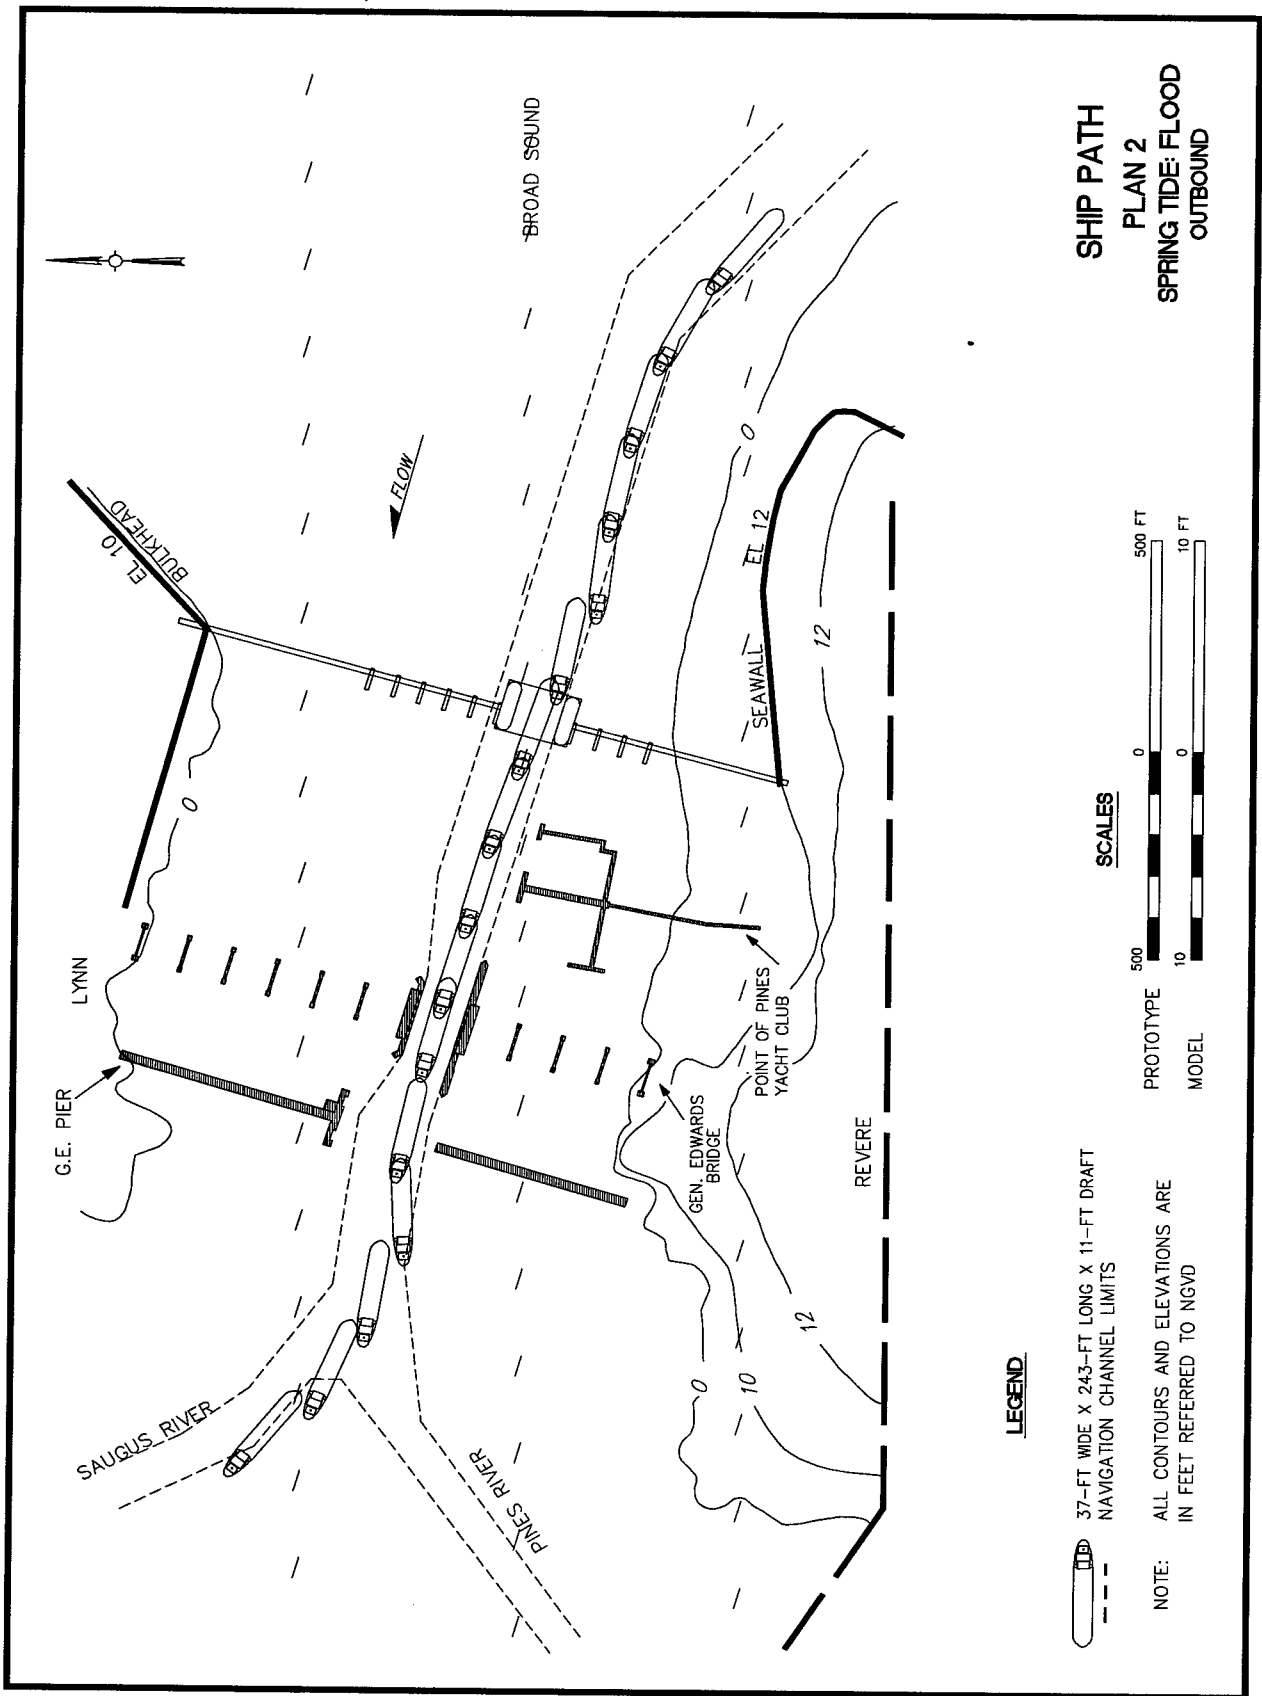 SHIP PATH
PLAN 2
SPRING TIDE: FLOOD
OUTBOUND
BROAD SOUND
FLOW
EL 10
BULKHEAD
LYNN
G.E. PIER
SAUGUS RIVER
PINES RIVER
0
0
SEAWALL EL 12
12
POINT OF PINES
YACHT CLUB
GEN. EDWARDS
BRIDGE
REVERE
0
10
12
LEGEND
37-FT WIDE X 243-FT LONG X 11-FT DRAFT
NAVIGATION CHANNEL LIMITS
NOTE: ALL CONTOURS AND ELEVATIONS ARE
IN FEET REFERRED TO NGVD
SCALES
PROTOTYPE 500 0 500 FT
MODEL 10 0 10 FT